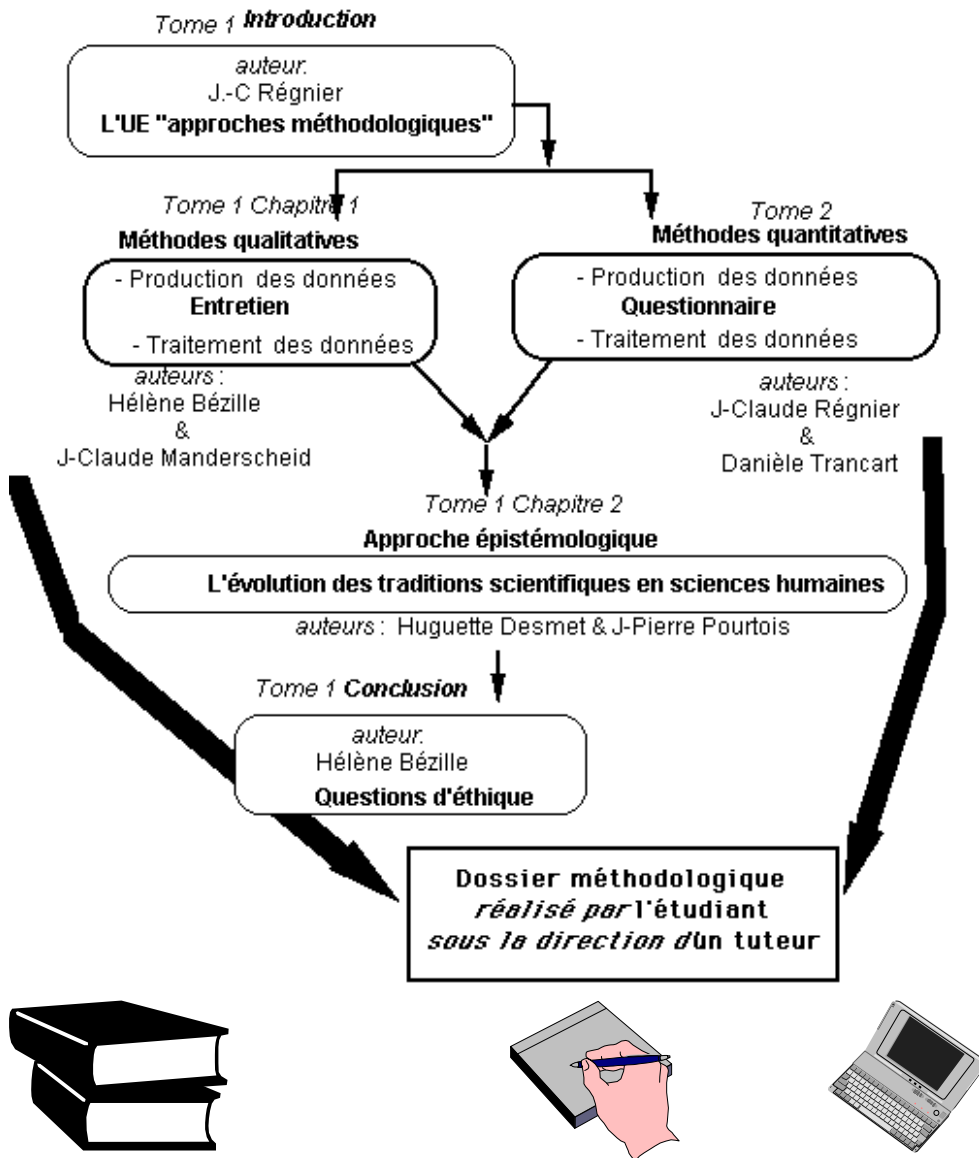 Tome 1 Introduction
auteur.
J.-C Régnier
L'UE "approches méthodologiques"
Tome 1 Chapitre 1
Méthodes qualitatives
- Production des données
Entretien
- Traitement des données
auteurs :
Hélène Bézille
&
J-Claude Manderscheid
Tome 2
Méthodes quantitatives
- Production des données
Questionnaire
- Traitement des données
auteurs :
J-Claude Régnier
&
Danièle Trancart
Tome 1 Chapitre 2
Approche épistémologique
L'évolution des traditions scientifiques en sciences humaines
auteurs : Huguette Desmet & J-Pierre Pourtois
Tome 1 Conclusion
auteur.
Hélène Bézille
Questions d'éthique
Dossier méthodologique
réalisé par l'étudiant
sous la direction d'un tuteur